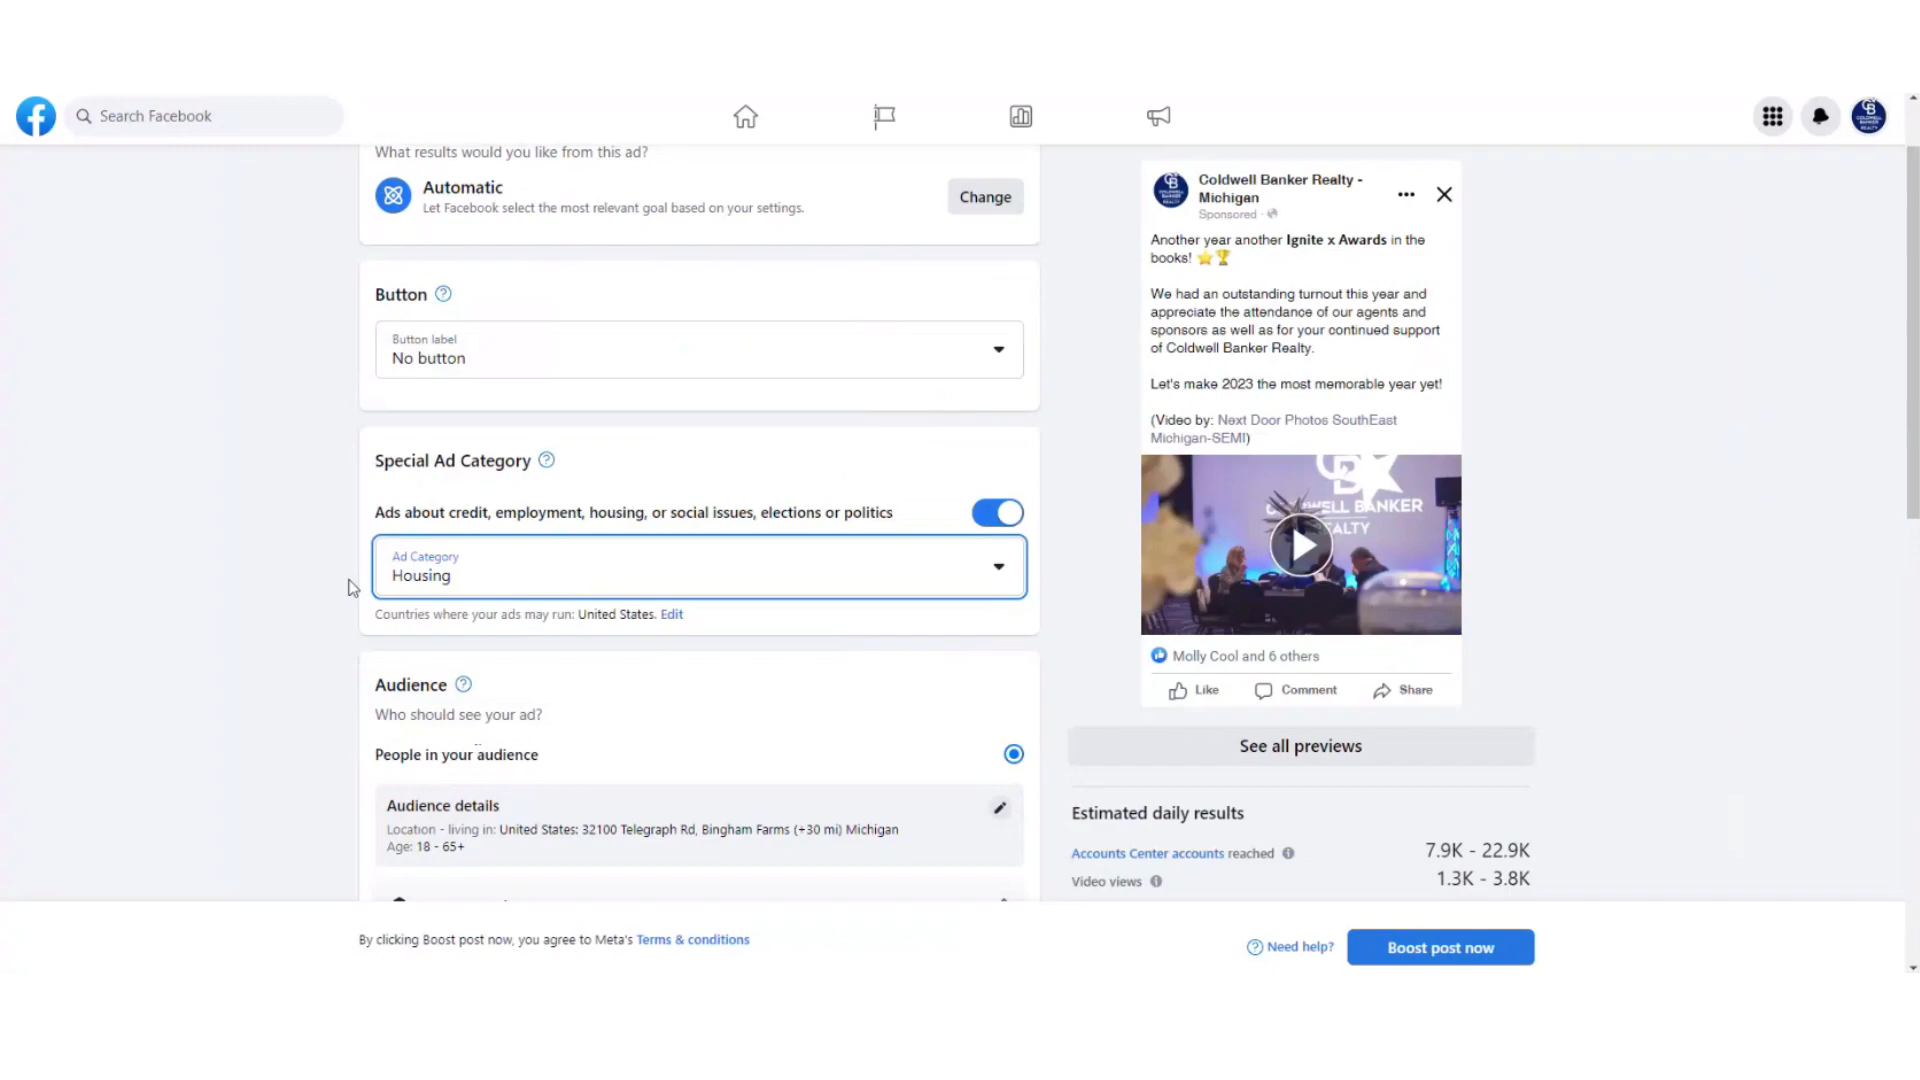 Search Facebook
What results would you like from this ad?
Automatic
Let Facebook select the most relevant goal based on your settings.
Change
Button
Button label
No button
Special Ad Category
Ads about credit, employment, housing, or social issues, elections or politics
Ad Category
Housing
Countries where your ads may run: United States. Edit
Audience
Who should see your ad?
People in your audience
Audience details
Location - living in: United States: 32100 Telegraph Rd, Bingham Farms (+30 mi) Michigan
Age: 18 - 65+
Coldwell Banker Realty -
Michigan
Sponsored ·
Another year another Ignite x Awards in the
books! ⭐🏆
We had an outstanding turnout this year and
appreciate the attendance of our agents and
sponsors as well as for your continued support
of Coldwell Banker Realty.
Let's make 2023 the most memorable year yet!
(Video by: Next Door Photos SouthEast
Michigan-SEMI)
BANKER
Molly Cool and 6 others
Like
Comment
Share
See all previews
Estimated daily results
Accounts Center accounts reached
7.9K - 22.9K
Video views
1.3K - 3.8K
By clicking Boost post now, you agree to Meta's Terms & conditions
Need help?
Boost post now